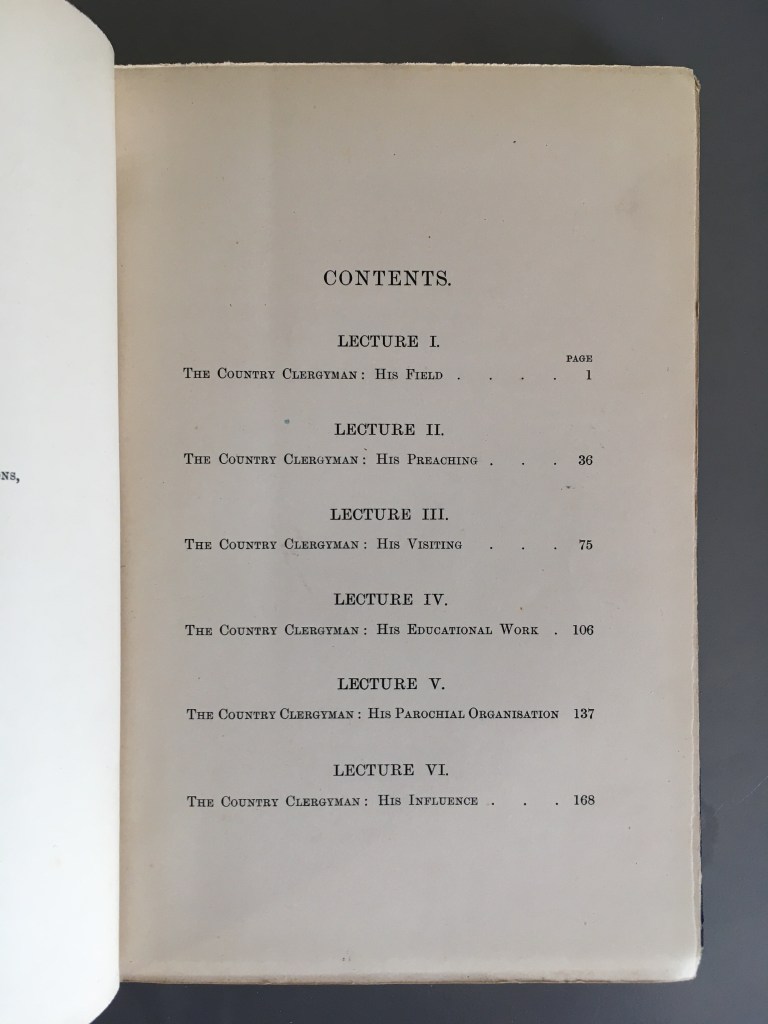 NS,
CONTENTS.
LECTURE I.
PAGE
THE COUNTRY CLERGYMAN: HIS FIELD . . . . 1
LECTURE II.
THE COUNTRY CLERGYMAN: HIS PREACHING . . . 36
LECTURE III.
THE COUNTRY CLERGYMAN: HIS VISITING . . . 75
LECTURE IV.
THE COUNTRY CLERGYMAN: HIS EDUCATIONAL WORK . 106
LECTURE V.
THE COUNTRY CLERGYMAN: HIS PAROCHIAL ORGANISATION 137
LECTURE VI.
THE COUNTRY CLERGYMAN: HIS INFLUENCE . . . 168